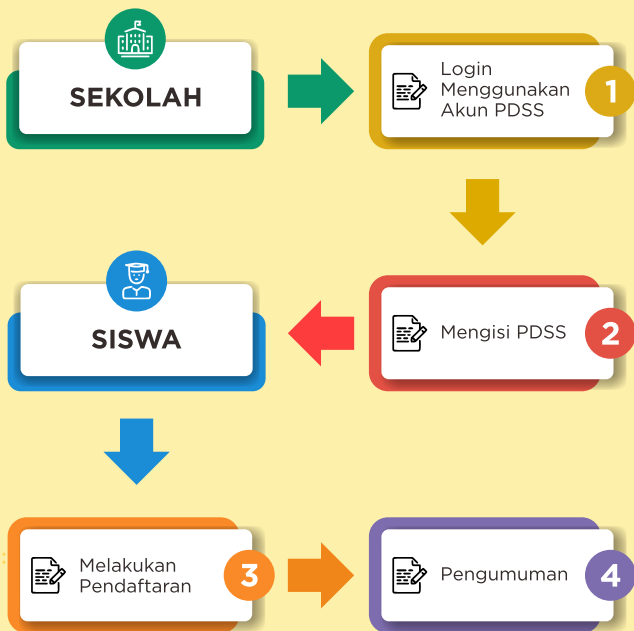 SEKOLAH
Login
Menggunakan
Akun PDSS
1
SISWA
Mengisi PDSS
2
Melakukan
Pendaftaran
3
Pengumuman
4